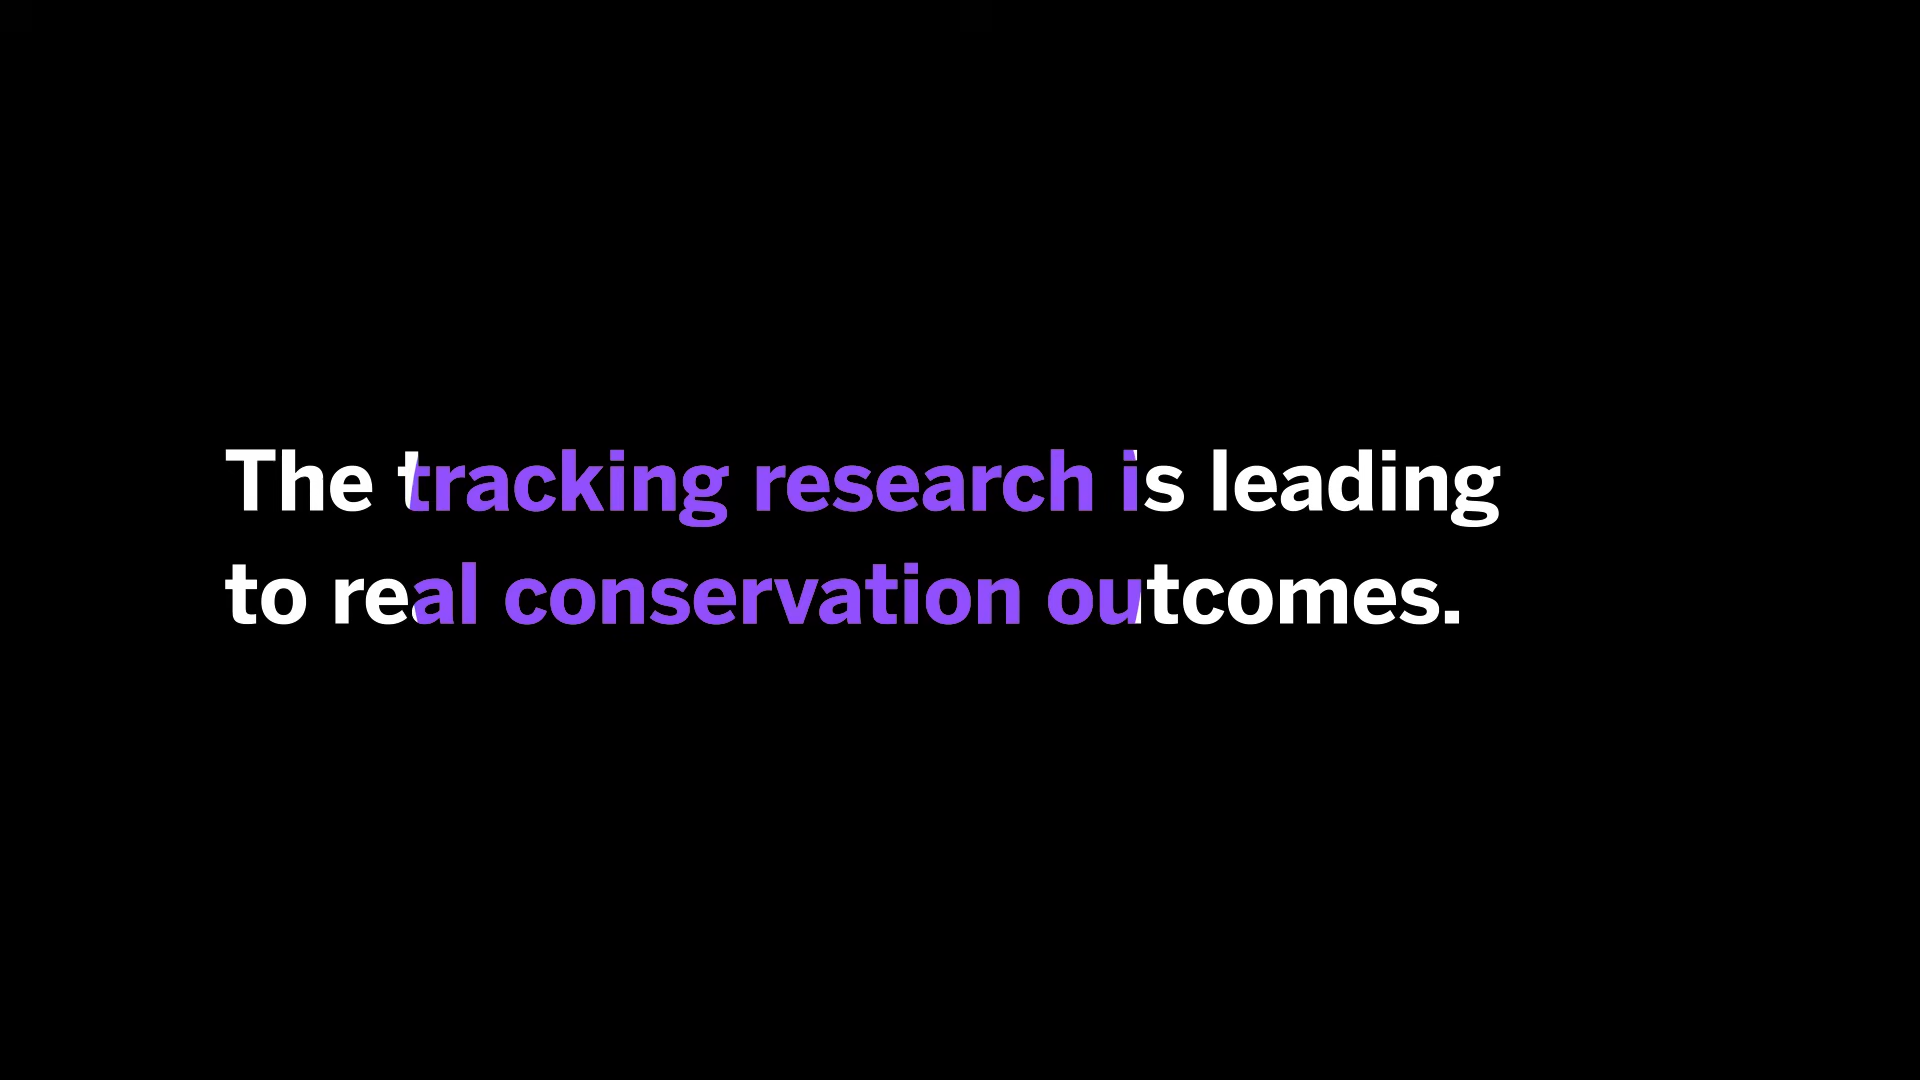 The tracking research is leading
to real conservation outcomes.